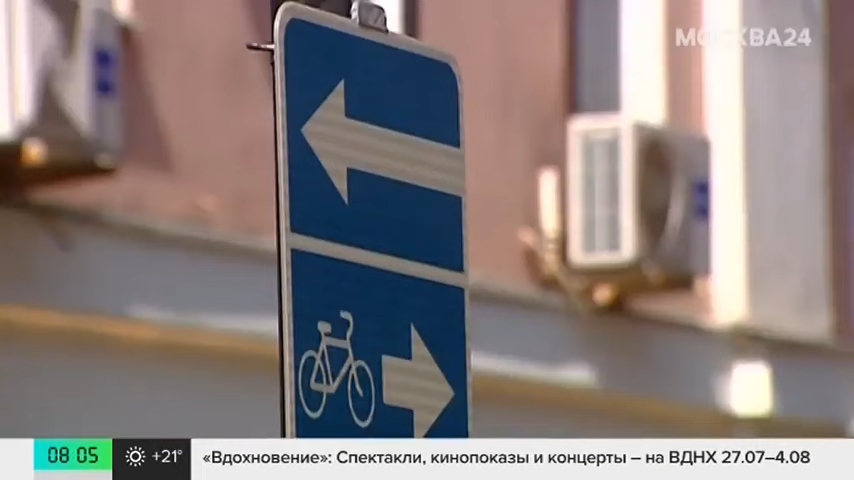 МОСКВА24
08 05 +21° «Вдохновение»: Спектакли, кинопоказы и концерты – на ВДНХ 27.07–4.08